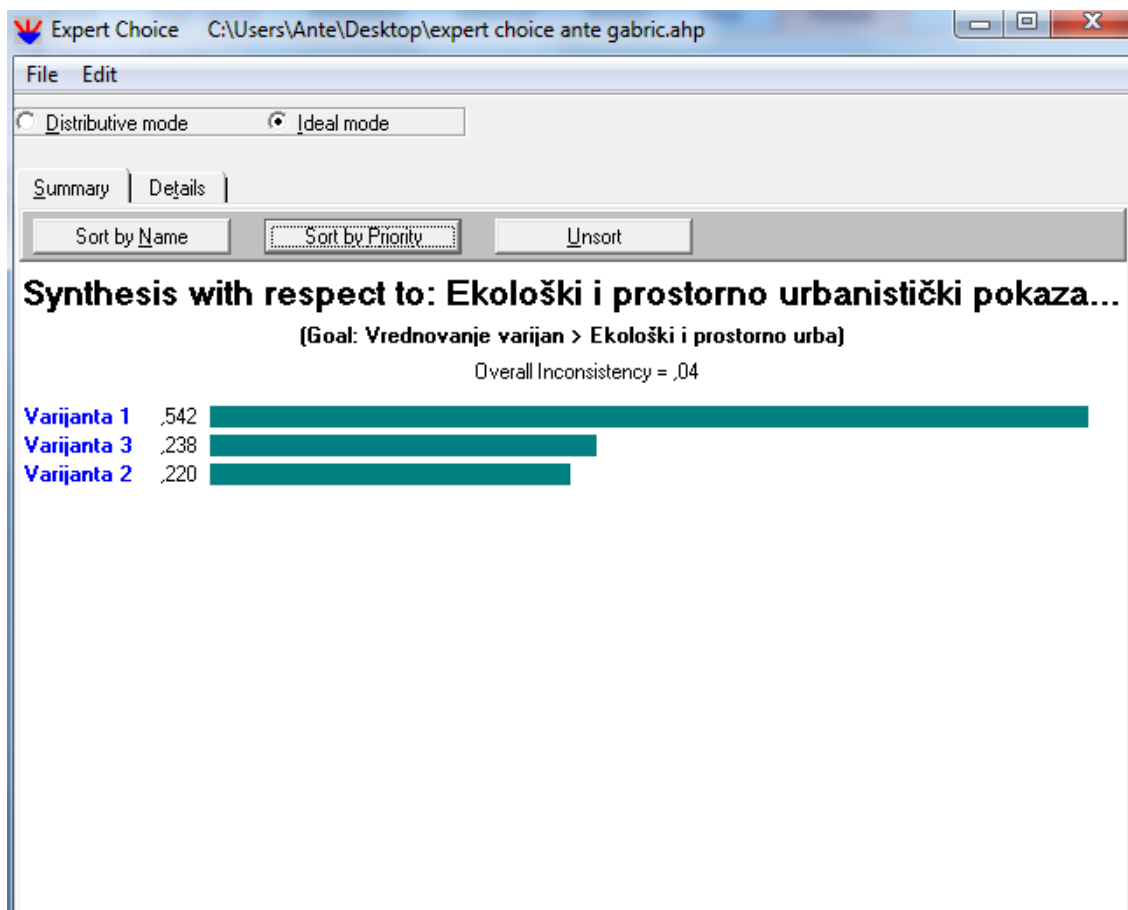 Expert Choice C:\Users\Ante\Desktop\expert choice ante gabric.ahp
File Edit
Distributive mode Ideal mode
Summary Details
Sort by Name Sort by Priority Unsort
Synthesis with respect to: Ekološki i prostorno urbanistički pokaza...
(Goal: Vrednovanje varijan > Ekološki i prostorno urba)
Overall Inconsistency = ,04
Varijanta 1 ,542
Varijanta 3 ,238
Varijanta 2 ,220